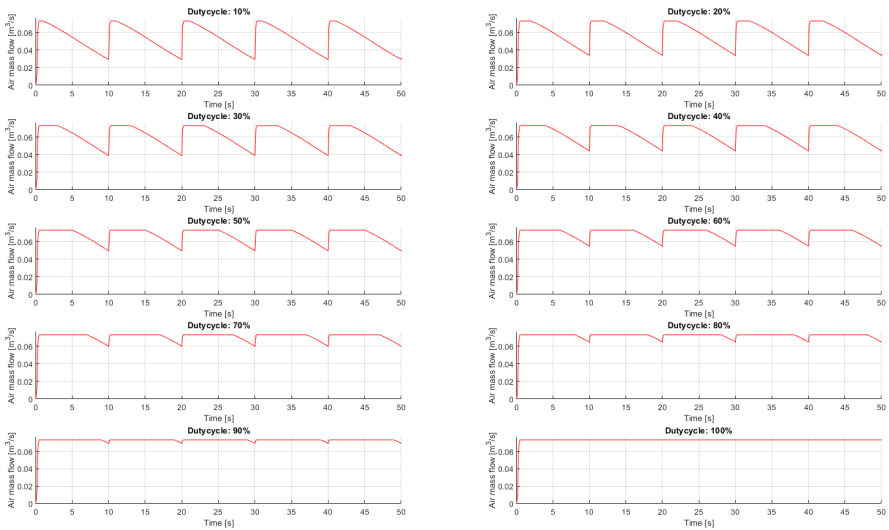 Dutycycle: 10%
Air mass flow [m³/s]
0.06
0.04
0.02
0
0 5 10 15 20 25 30 35 40 45 50
Time [s]
Dutycycle: 20%
Air mass flow [m³/s]
0.06
0.04
0.02
0
0 5 10 15 20 25 30 35 40 45 50
Time [s]
Dutycycle: 30%
Air mass flow [m³/s]
0.06
0.04
0.02
0
0 5 10 15 20 25 30 35 40 45 50
Time [s]
Dutycycle: 40%
Air mass flow [m³/s]
0.06
0.04
0.02
0
0 5 10 15 20 25 30 35 40 45 50
Time [s]
Dutycycle: 50%
Air mass flow [m³/s]
0.06
0.04
0.02
0
0 5 10 15 20 25 30 35 40 45 50
Time [s]
Dutycycle: 60%
Air mass flow [m³/s]
0.06
0.04
0.02
0
0 5 10 15 20 25 30 35 40 45 50
Time [s]
Dutycycle: 70%
Air mass flow [m³/s]
0.06
0.04
0.02
0
0 5 10 15 20 25 30 35 40 45 50
Time [s]
Dutycycle: 80%
Air mass flow [m³/s]
0.06
0.04
0.02
0
0 5 10 15 20 25 30 35 40 45 50
Time [s]
Dutycycle: 90%
Air mass flow [m³/s]
0.06
0.04
0.02
0
0 5 10 15 20 25 30 35 40 45 50
Time [s]
Dutycycle: 100%
Air mass flow [m³/s]
0.06
0.04
0.02
0
0 5 10 15 20 25 30 35 40 45 50
Time [s]